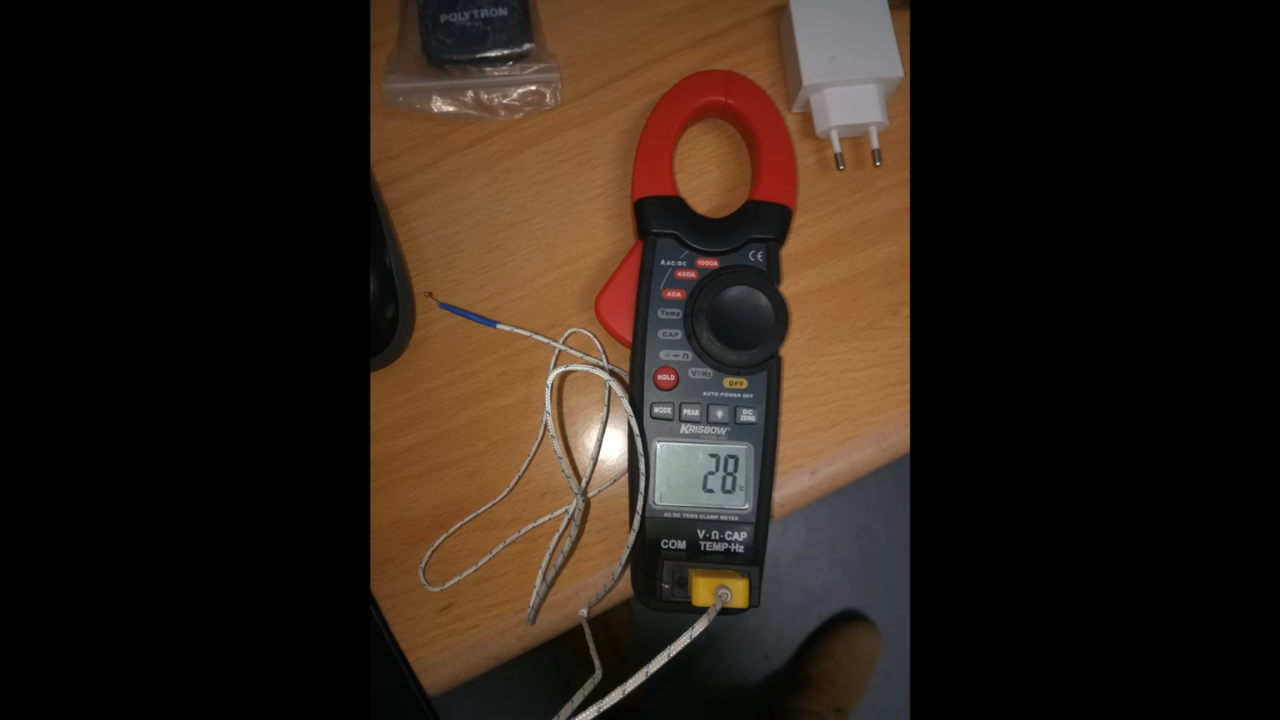 POLYTRON
CE
A AC/DC 1000A
400A
40A
Temp
CAP
Ω
HOLD
V Hz
OFF
AUTO POWER OFF
MODE PEAK DC ZERO
KRISBOW
28 °C
AC/DC TRMS CLAMP METER
V·Ω·CAP
COM TEMP·Hz